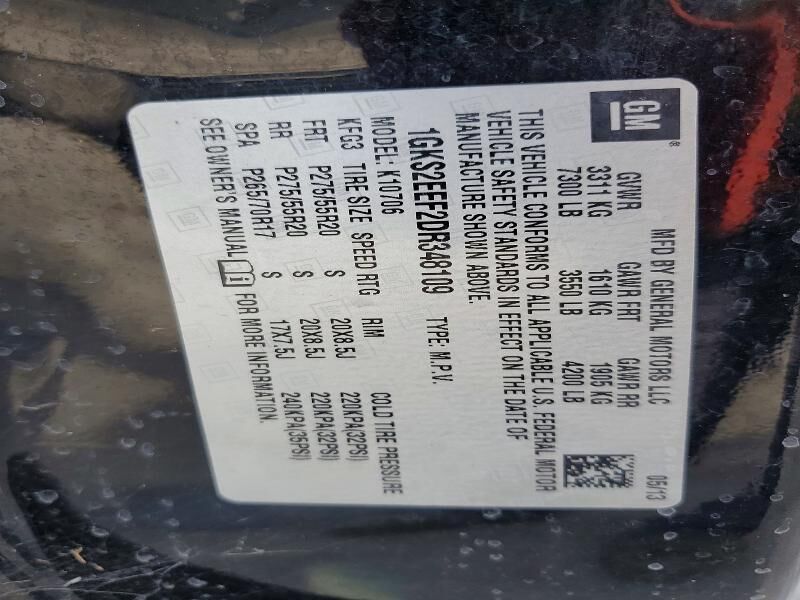 GM
MFD BY GENERAL MOTORS LLC 05/13
GVWR GAWR FRT GAWR RR
3311 KG 1610 KG 1905 KG
7300 LB 3550 LB 4200 LB
THIS VEHICLE CONFORMS TO ALL APPLICABLE U.S. FEDERAL MOTOR
VEHICLE SAFETY STANDARDS IN EFFECT ON THE DATE OF
MANUFACTURE SHOWN ABOVE.
1GKS2EEF2DR348109 TYPE: M.P.V.
MODEL: K10706
KFC3 TIRE SIZE SPEED RTG RIM COLD TIRE PRESSURE
FRT P275/55R20 S 20X8.5J 220KPA(32PSI)
RR P275/55R20 S 20X8.5J 220KPA(32PSI)
SPA P265/70R17 S 17X7.5J 240KPA(35PSI)
SEE OWNER'S MANUAL FOR MORE INFORMATION.